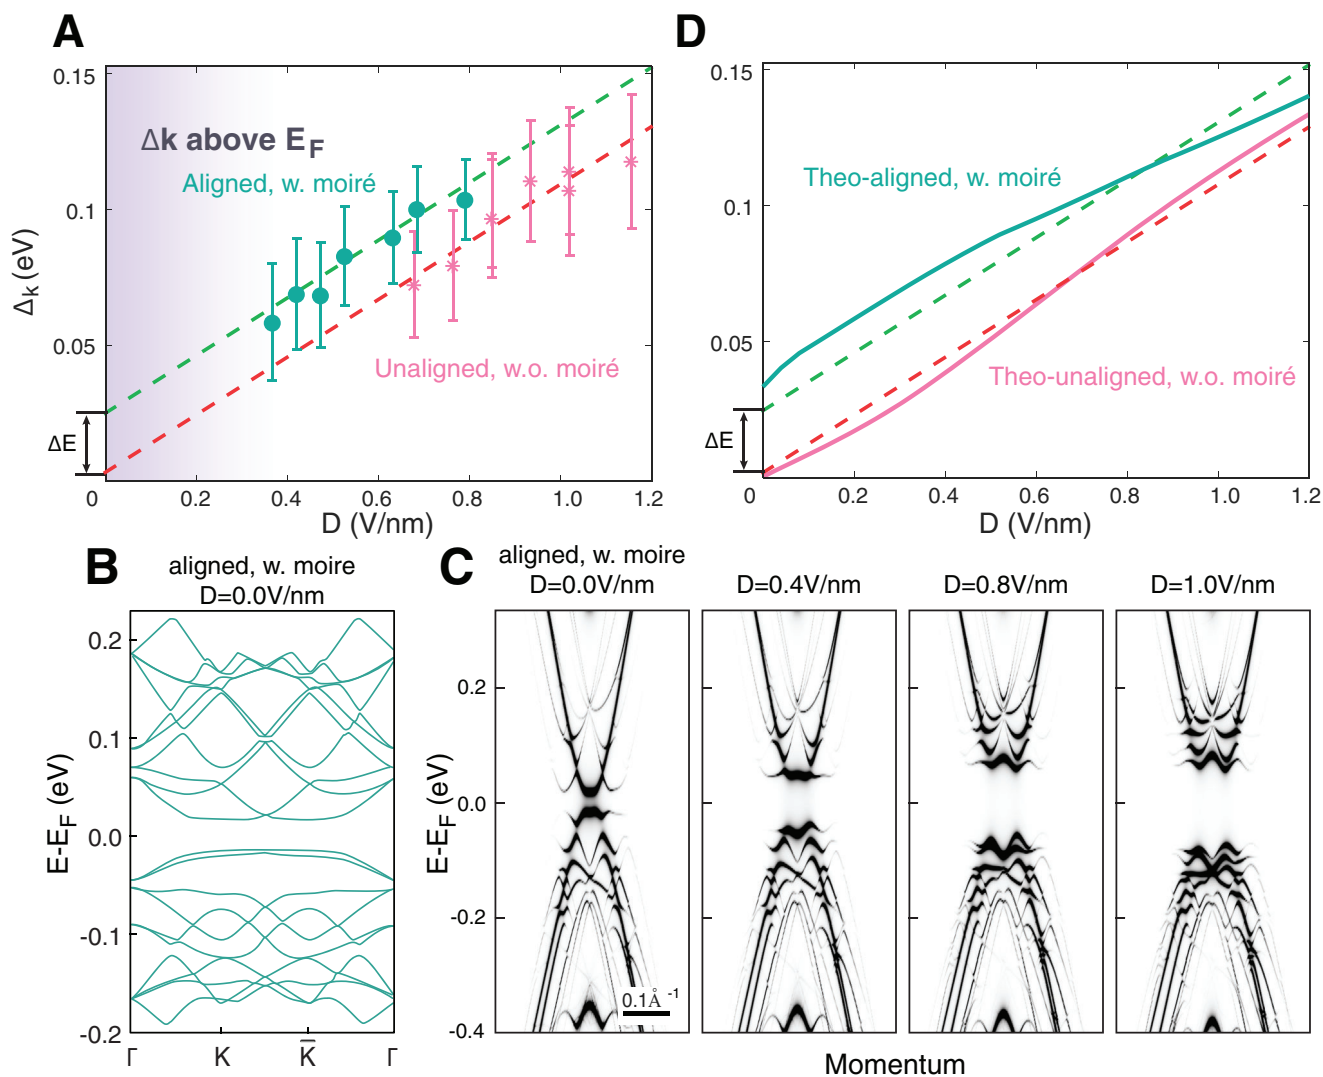 A
0.15
0.1
0.05
0
0.2
0.4
0.6
0.8
1.0
1.2
Δk (eV)
D (V/nm)
Δk above EF
Aligned, w. moiré
Unaligned, w.o. moiré
ΔE
D
0.15
0.1
0.05
0
0.2
0.4
0.6
0.8
1.0
1.2
D (V/nm)
Theo-aligned, w. moiré
Theo-unaligned, w.o. moiré
ΔE
B
aligned, w. moire
D=0.0V/nm
0.2
0.1
0.0
-0.1
-0.2
E-EF (eV)
Γ
K
K̅
Γ
C
aligned, w. moire
D=0.0V/nm
D=0.4V/nm
D=0.8V/nm
D=1.0V/nm
0.2
0.0
-0.2
-0.4
E-EF (eV)
0.1Å -1
Momentum